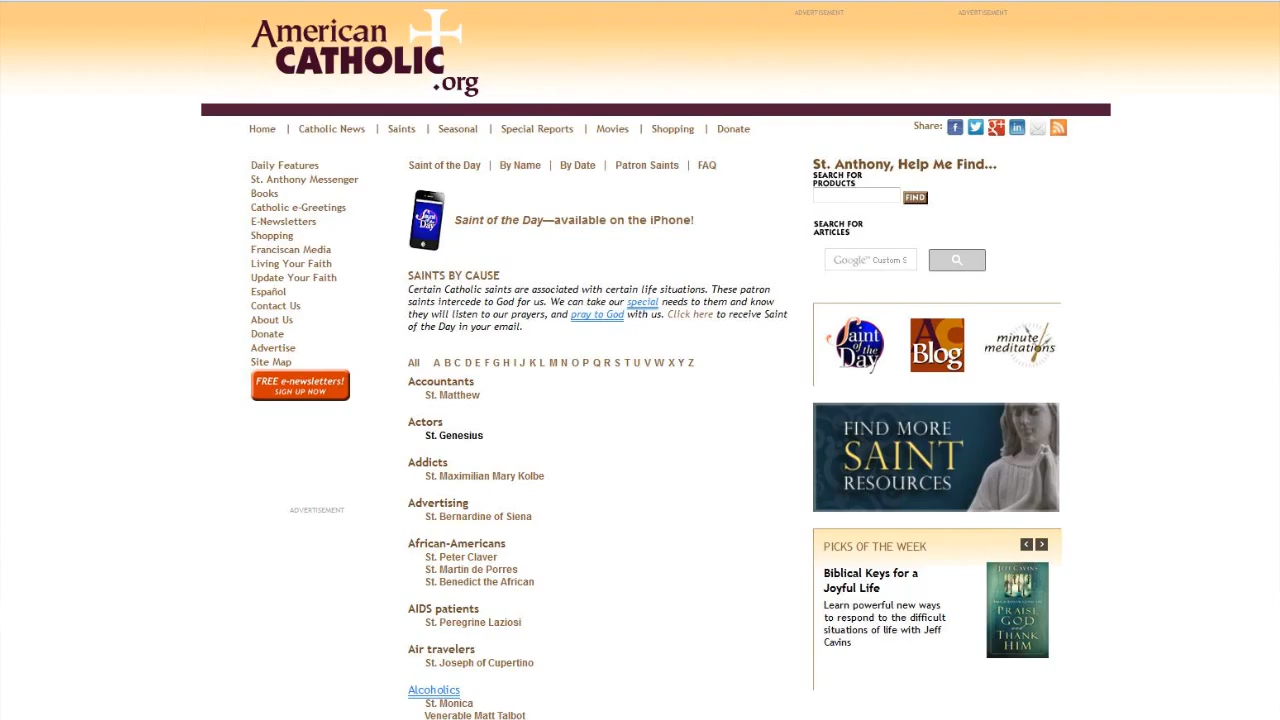 ADVERTISEMENT
ADVERTISEMENT
American
CATHOLIC
.org
Home | Catholic News | Saints | Seasonal | Special Reports | Movies | Shopping | Donate
Share:
Daily Features
St. Anthony Messenger
Books
Catholic e-Greetings
E-Newsletters
Shopping
Franciscan Media
Living Your Faith
Update Your Faith
Español
Contact Us
About Us
Donate
Advertise
Site Map
FREE e-newsletters!
SIGN UP NOW
ADVERTISEMENT
Saint of the Day | By Name | By Date | Patron Saints | FAQ
Saint of the Day
Saint of the Day—available on the iPhone!
SAINTS BY CAUSE
Certain Catholic saints are associated with certain life situations. These patron
saints intercede to God for us. We can take our special needs to them and know
they will listen to our prayers, and pray to God with us. Click here to receive Saint
of the Day in your email.
All A B C D E F G H I J K L M N O P Q R S T U V W X Y Z
Accountants
St. Matthew
Actors
St. Genesius
Addicts
St. Maximilian Mary Kolbe
Advertising
St. Bernardine of Siena
African-Americans
St. Peter Claver
St. Martin de Porres
St. Benedict the African
AIDS patients
St. Peregrine Laziosi
Air travelers
St. Joseph of Cupertino
Alcoholics
St. Monica
Venerable Matt Talbot
St. Anthony, Help Me Find...
SEARCH FOR
PRODUCTS
FIND
SEARCH FOR
ARTICLES
Google™ Custom S
Saint
of the
Day
AC
Blog
minute
meditations
FIND MORE
SAINT
RESOURCES
PICKS OF THE WEEK
Biblical Keys for a
Joyful Life
Learn powerful new ways
to respond to the difficult
situations of life with Jeff
Cavins
JEFF CAVINS
PRAISE
GOD
and
THANK
HIM